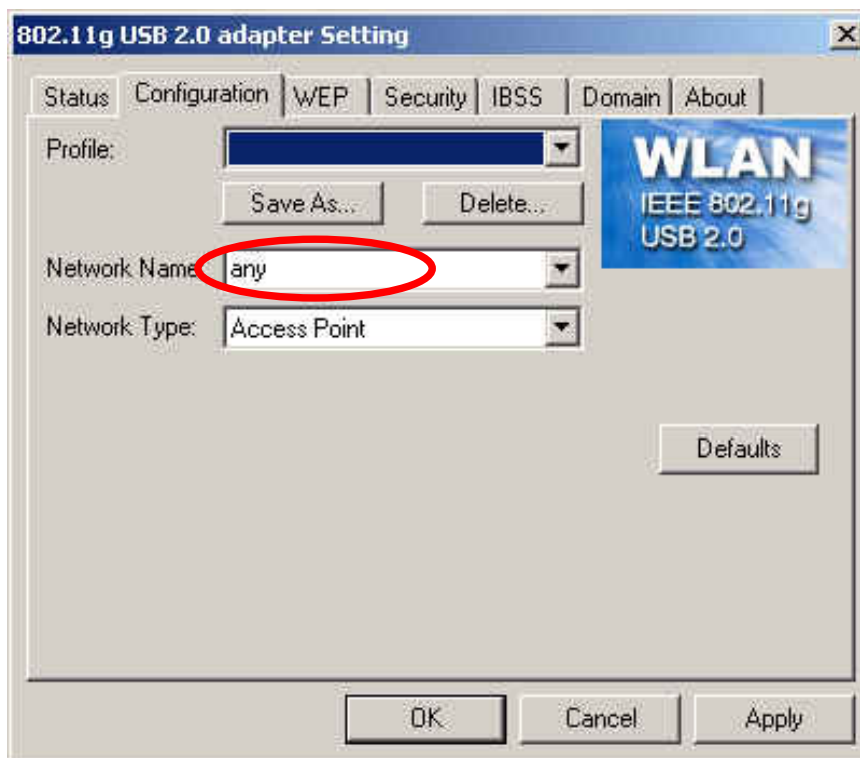 802.11g USB 2.0 adapter Setting
Status Configuration WEP Security IBSS Domain About
Profile:
WLAN
IEEE 802.11g
USB 2.0
Save As... Delete...
Network Name: any
Network Type: Access Point
Defaults
OK Cancel Apply